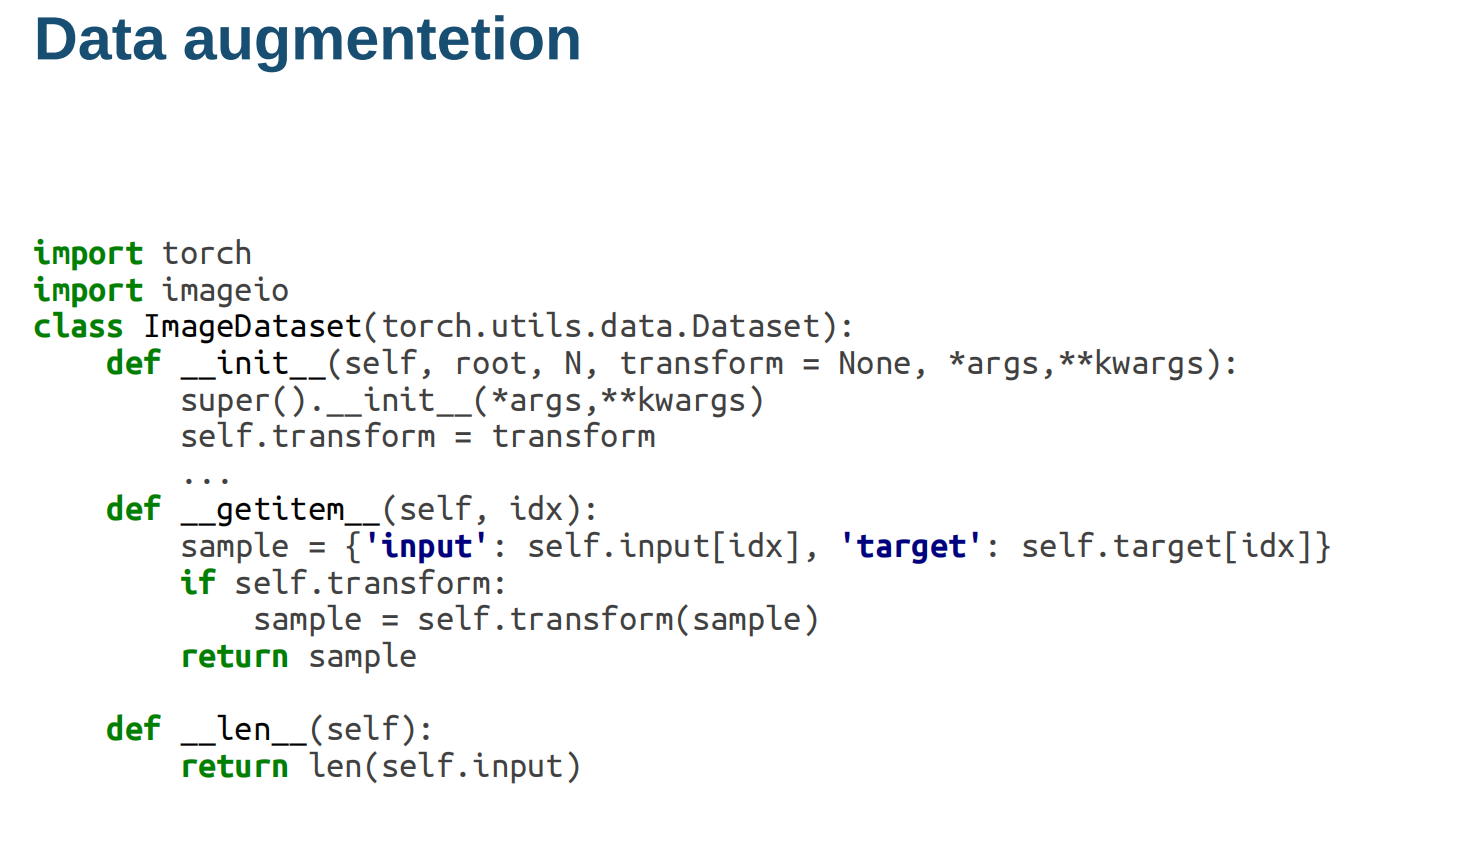 Data augmentetion
import torch
import imageio
class ImageDataset(torch.utils.data.Dataset):
    def __init__(self, root, N, transform = None, *args,**kwargs):
        super().__init__(*args,**kwargs)
        self.transform = transform
        ...
    def __getitem__(self, idx):
        sample = {'input': self.input[idx], 'target': self.target[idx]}
        if self.transform:
            sample = self.transform(sample)
        return sample
    def __len__(self):
        return len(self.input)